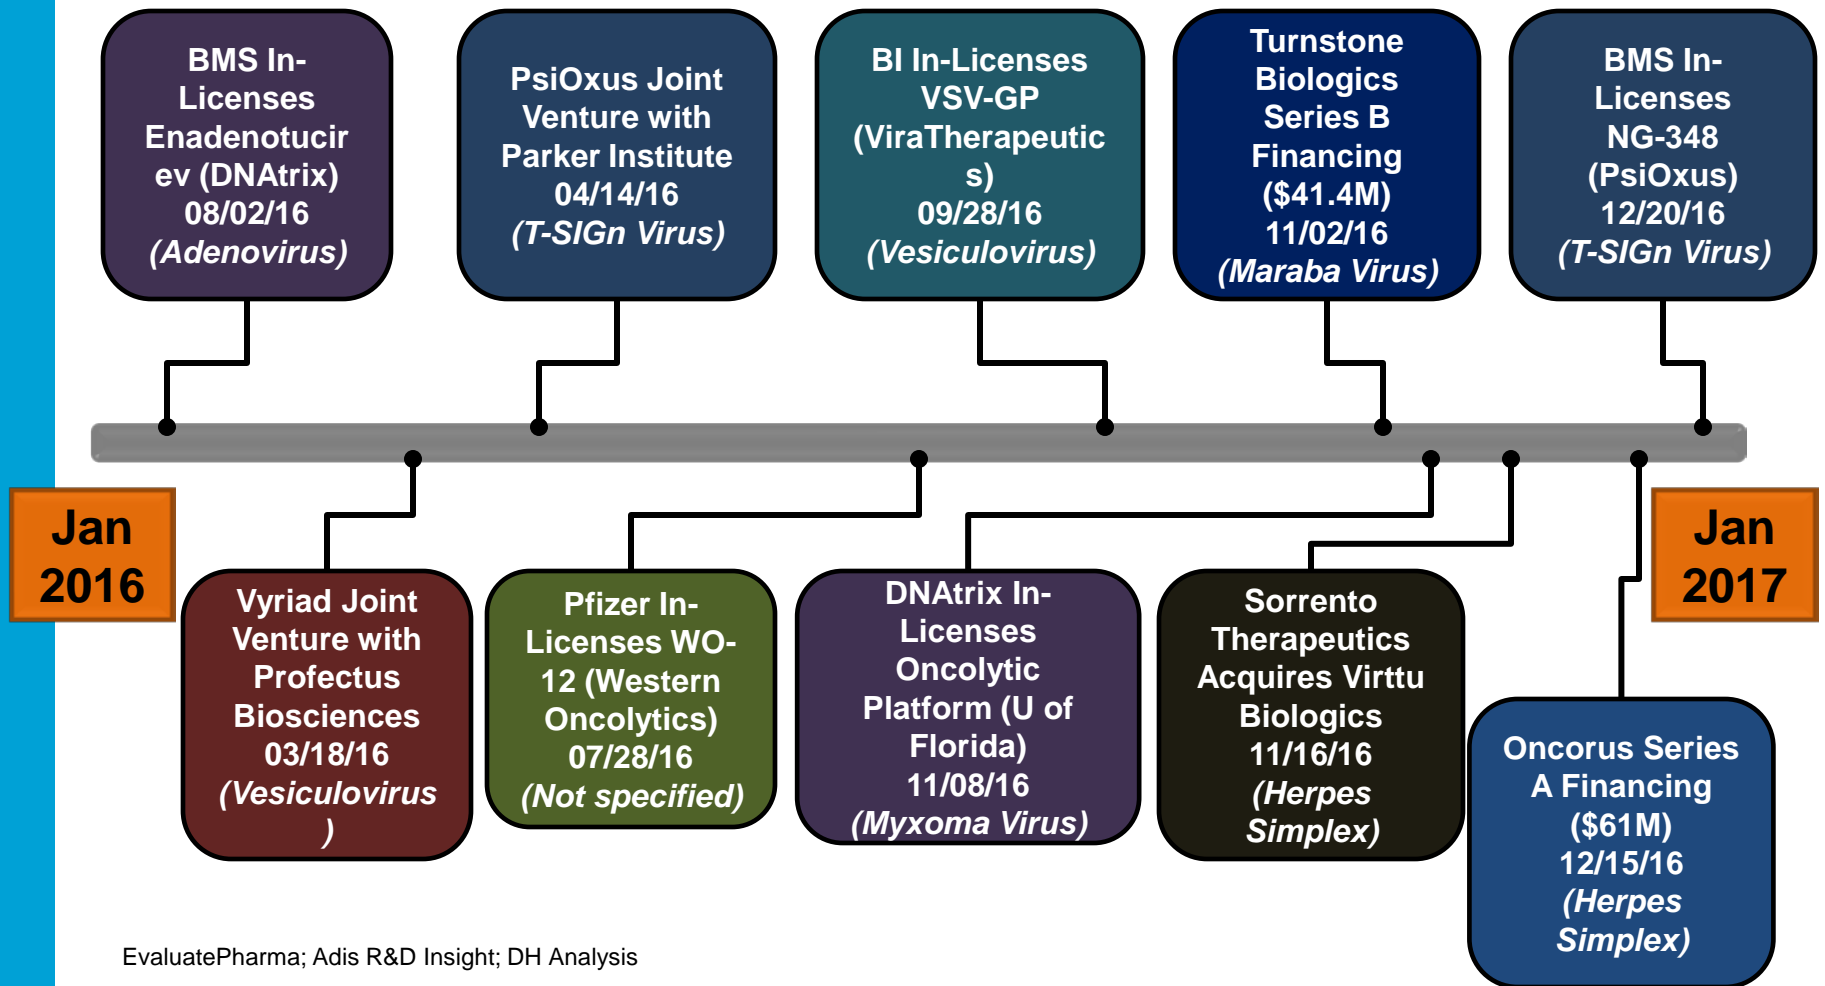 BMS In-
Licenses
Enadenotucir
ev (DNAtrix)
08/02/16
(Adenovirus)
PsiOxus Joint
Venture with
Parker Institute
04/14/16
(T-SIGn Virus)
BI In-Licenses
VSV-GP
(ViraTherapeutic
s)
09/28/16
(Vesiculovirus)
Turnstone
Biologics
Series B
Financing
($41.4M)
11/02/16
(Maraba Virus)
BMS In-
Licenses
NG-348
(PsiOxus)
12/20/16
(T-SIGn Virus)
Jan
2016
Jan
2017
Vyriad Joint
Venture with
Profectus
Biosciences
03/18/16
(Vesiculovirus
)
Pfizer In-
Licenses WO-
12 (Western
Oncolytics)
07/28/16
(Not specified)
DNAtrix In-
Licenses
Oncolytic
Platform (U of
Florida)
11/08/16
(Myxoma Virus)
Sorrento
Therapeutics
Acquires Virttu
Biologics
11/16/16
(Herpes
Simplex)
Oncorus Series
A Financing
($61M)
12/15/16
(Herpes
Simplex)
EvaluatePharma; Adis R&D Insight; DH Analysis